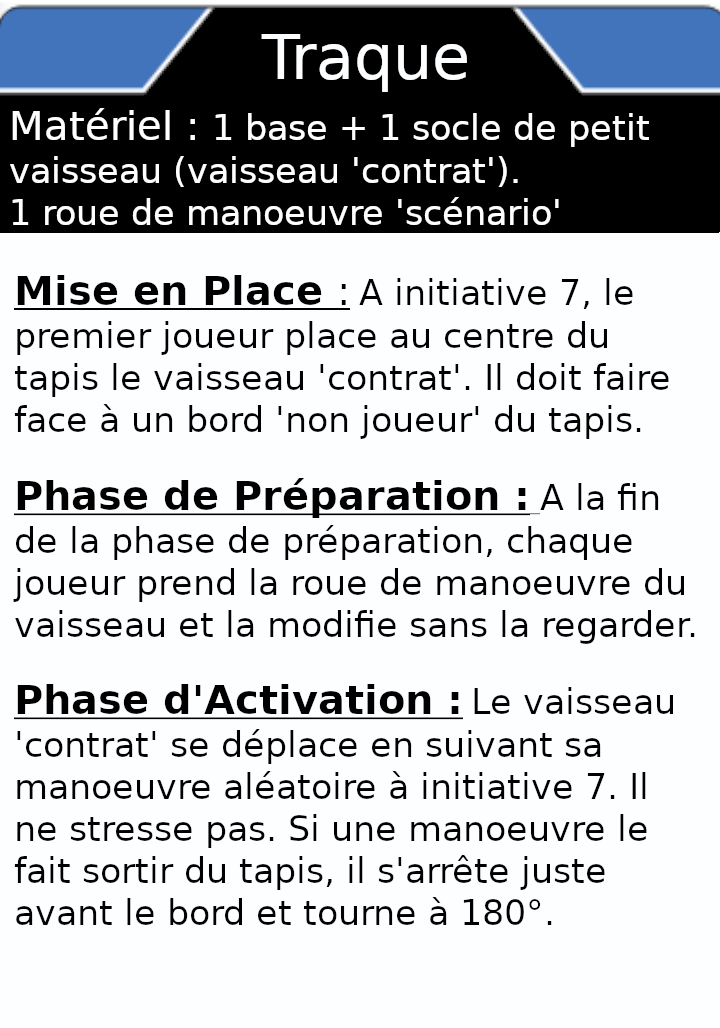 Traque
Matériel : 1 base + 1 socle de petit
vaisseau (vaisseau 'contrat').
1 roue de manoeuvre 'scénario'
Mise en Place : A initiative 7, le
premier joueur place au centre du
tapis le vaisseau 'contrat'. Il doit faire
face à un bord 'non joueur' du tapis.
Phase de Préparation : A la fin
de la phase de préparation, chaque
joueur prend la roue de manoeuvre du
vaisseau et la modifie sans la regarder.
Phase d'Activation : Le vaisseau
'contrat' se déplace en suivant sa
manoeuvre aléatoire à initiative 7. Il
ne stresse pas. Si une manoeuvre le
fait sortir du tapis, il s'arrête juste
avant le bord et tourne à 180°.